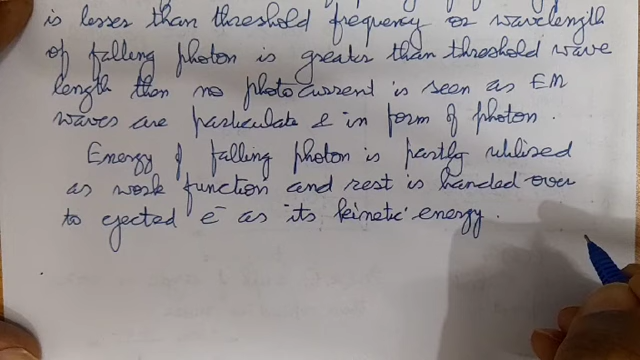 is lesser than threshold frequency or wavelength
of falling photon is greater than threshold wave
length then no photocurrent is seen as EM
waves are particulate & in form of photon.
Energy of falling photon is partly utilised
as work function and rest is handed over
to ejected e⁻ as its kinetic energy.